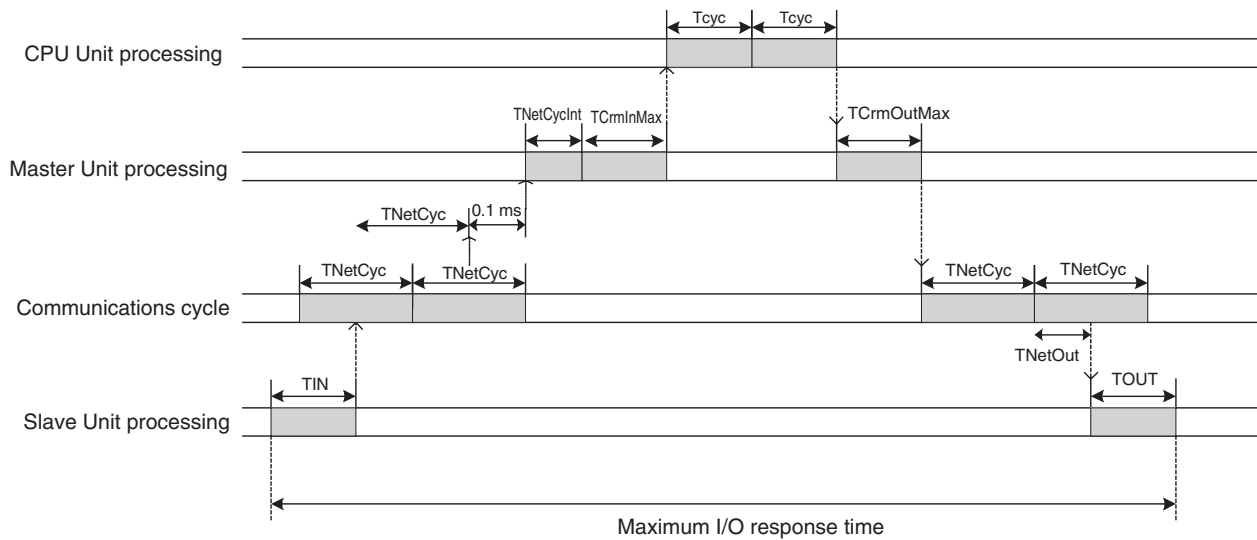 Tcyc Tcyc
CPU Unit processing
TNetCycInt TCrmInMax TCrmOutMax
Master Unit processing
TNetCyc 0.1 ms
TNetCyc TNetCyc TNetCyc TNetCyc
Communications cycle
TNetOut
TIN TOUT
Slave Unit processing
Maximum I/O response time